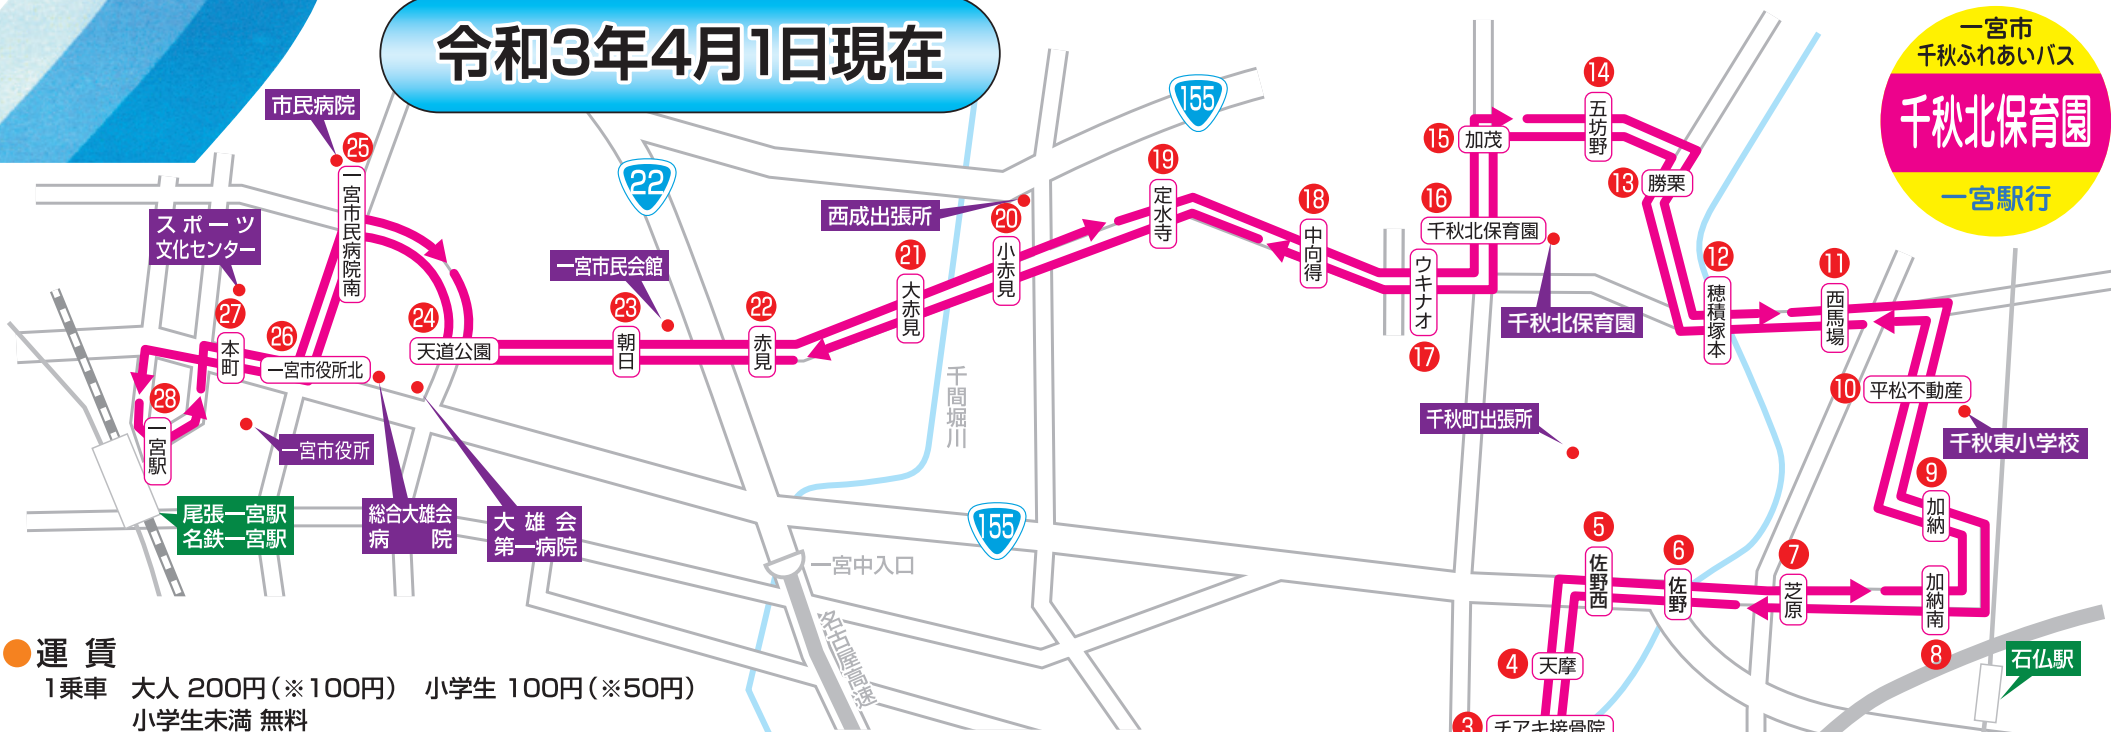 令和3年4月1日現在
一宮市
千秋ふれあいバス
千秋北保育園
一宮駅行
市民病院
25
一宮市民病院南
スポーツ
文化センター
27
本町
26
一宮市役所北
28
一宮駅
一宮市役所
尾張一宮駅
名鉄一宮駅
総合大雄会
病院
大雄会
第一病院
24
天道公園
22
一宮市民会館
23
朝日
22
赤見
西成出張所
20
小赤見
21
大赤見
千間堀川
19
定水寺
155
18
中向得
155
一宮中入口
名古屋高速
15
加茂
16
千秋北保育園
ウキナオ
17
千秋北保育園
14
五坊野
13
勝栗
12
穂積塚本
11
西馬場
10
平松不動産
千秋東小学校
9
加納
千秋町出張所
5
佐野西
6
佐野
7
芝原
加納南
8
石仏駅
4
天摩
3
チアキ接骨院
運賃
1乗車 大人 200円(※100円) 小学生 100円(※50円)
小学生未満 無料